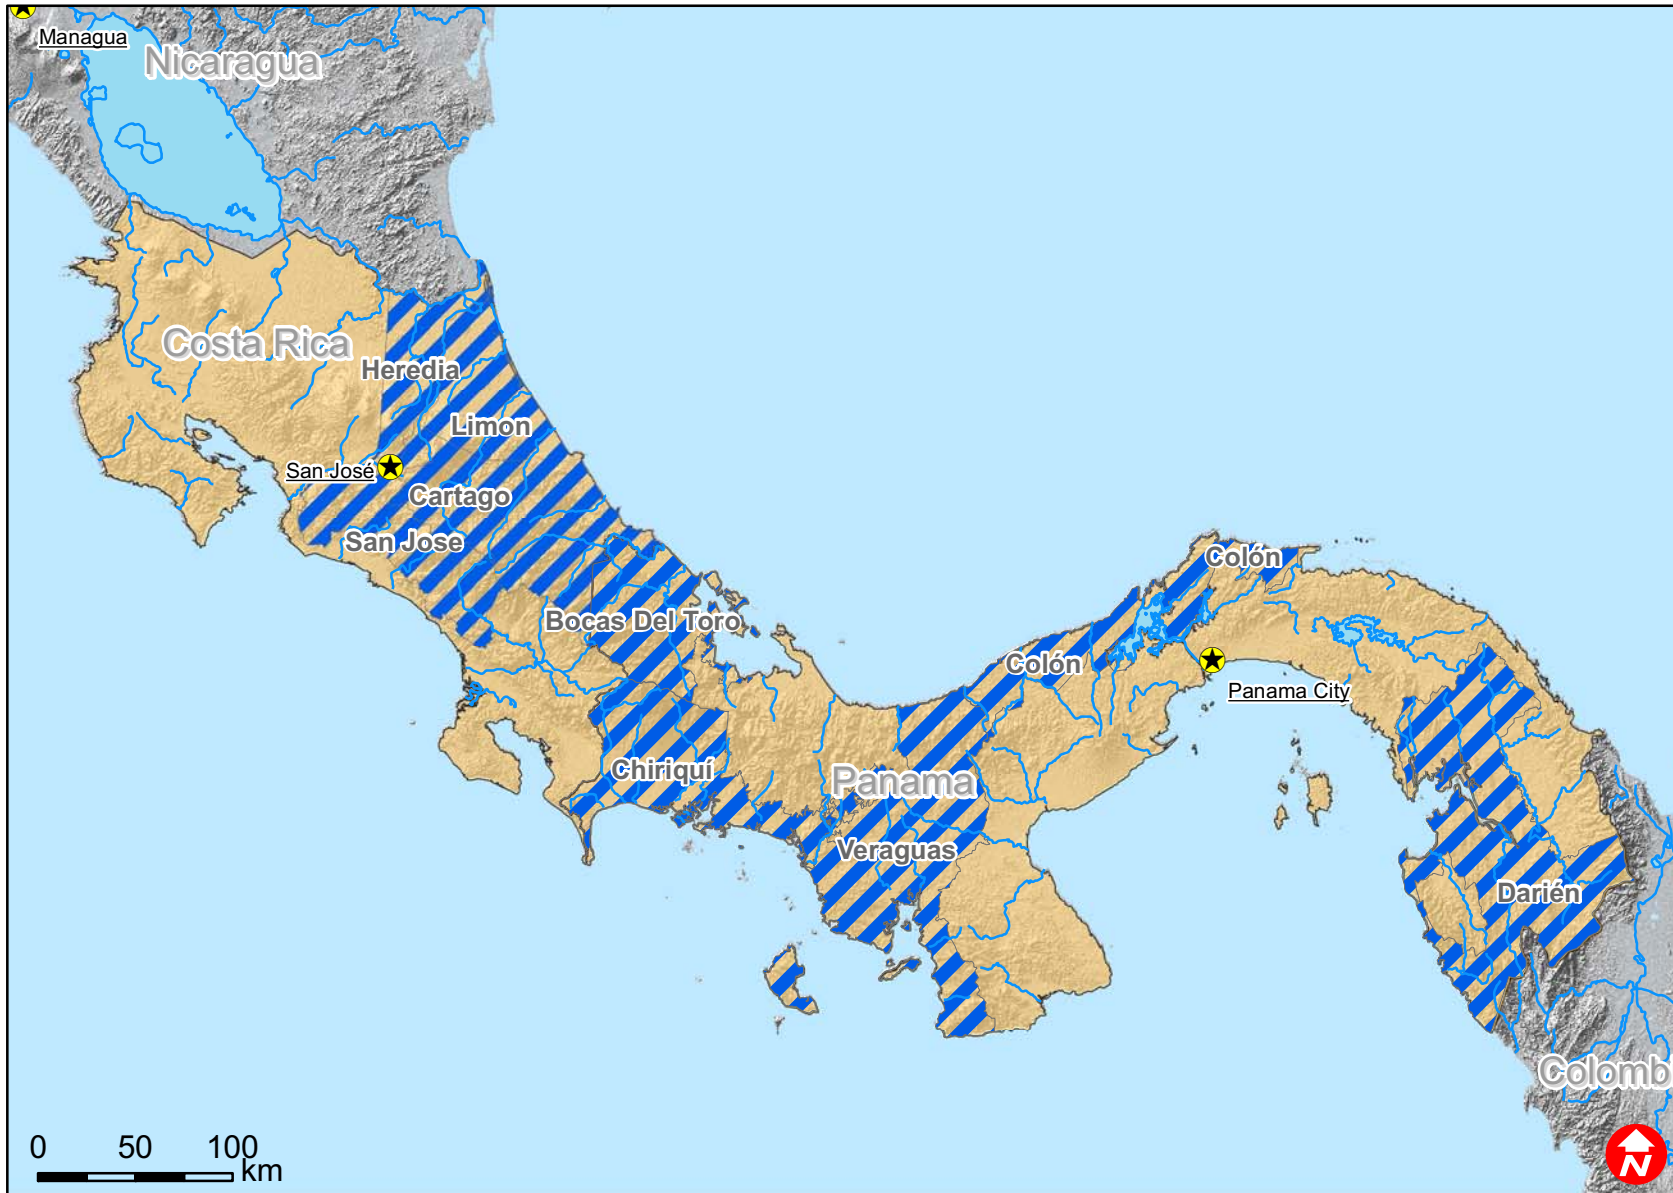 Managua
Nicaragua
Costa Rica
Heredia
Limon
San José
Cartago
San Jose
Colón
Bocas Del Toro
Colón
Panama City
Chiriquí
Panama
Veraguas
Darién
Colomb
0 50 100
km
N